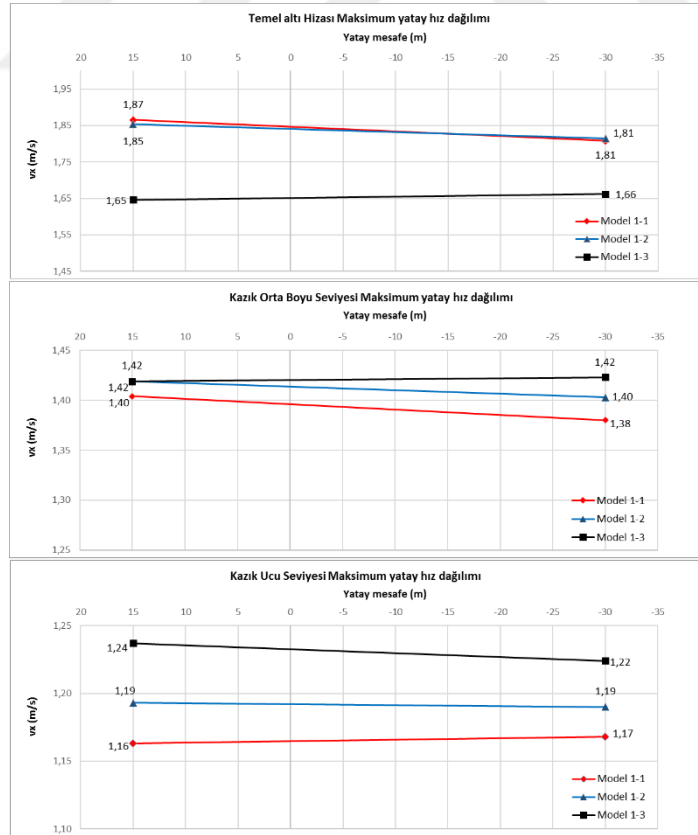 Temel altı Hizası Maksimum yatay hız dağılımı
Yatay mesafe (m)
20 15 10 5 0 -5 -10 -15 -20 -25 -30 -35
1,95
1,87
1,85
1,85
1,81
1,81
1,75
vx (m/s)
1,65
1,65
1,66
Model 1-1
1,55
Model 1-2
Model 1-3
1,45
Kazık Orta Boyu Seviyesi Maksimum yatay hız dağılımı
Yatay mesafe (m)
20 15 10 5 0 -5 -10 -15 -20 -25 -30 -35
1,45
1,42
1,42
1,42
1,40
1,40
1,40
1,38
vx (m/s)
1,35
1,30
Model 1-1
Model 1-2
Model 1-3
1,25
Kazık Ucu Seviyesi Maksimum yatay hız dağılımı
Yatay mesafe (m)
20 15 10 5 0 -5 -10 -15 -20 -25 -30 -35
1,25
1,24
1,22
1,20
1,19
1,19
vx (m/s)
1,16
1,17
1,15
Model 1-1
Model 1-2
Model 1-3
1,10